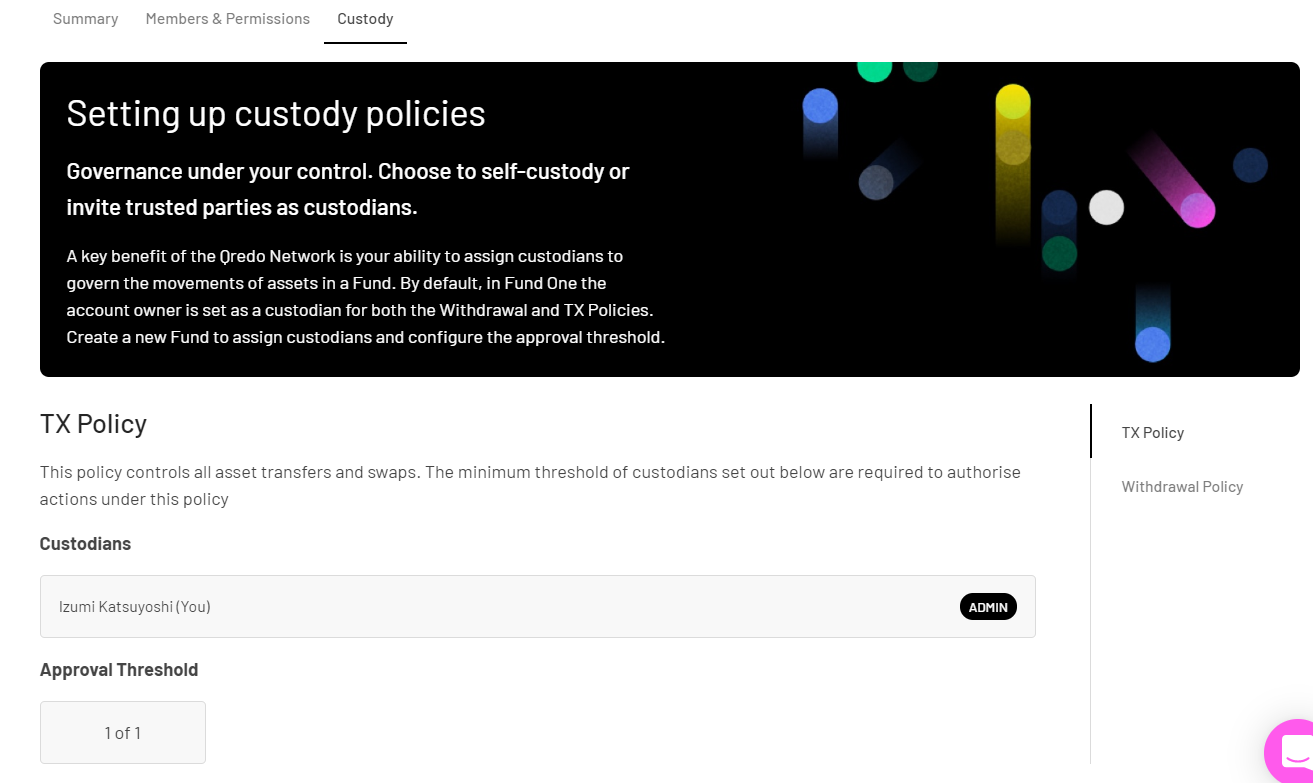 Summary
Members & Permissions
Custody
Setting up custody policies
Governance under your control. Choose to self-custody or
invite trusted parties as custodians.
A key benefit of the Qredo Network is your ability to assign custodians to
govern the movements of assets in a Fund. By default, in Fund One the
account owner is set as a custodian for both the Withdrawal and TX Policies.
Create a new Fund to assign custodians and configure the approval threshold.
TX Policy
This policy controls all asset transfers and swaps. The minimum threshold of custodians set out below are required to authorise
actions under this policy
Custodians
Izumi Katsuyoshi (You)
ADMIN
Approval Threshold
1 of 1
TX Policy
Withdrawal Policy